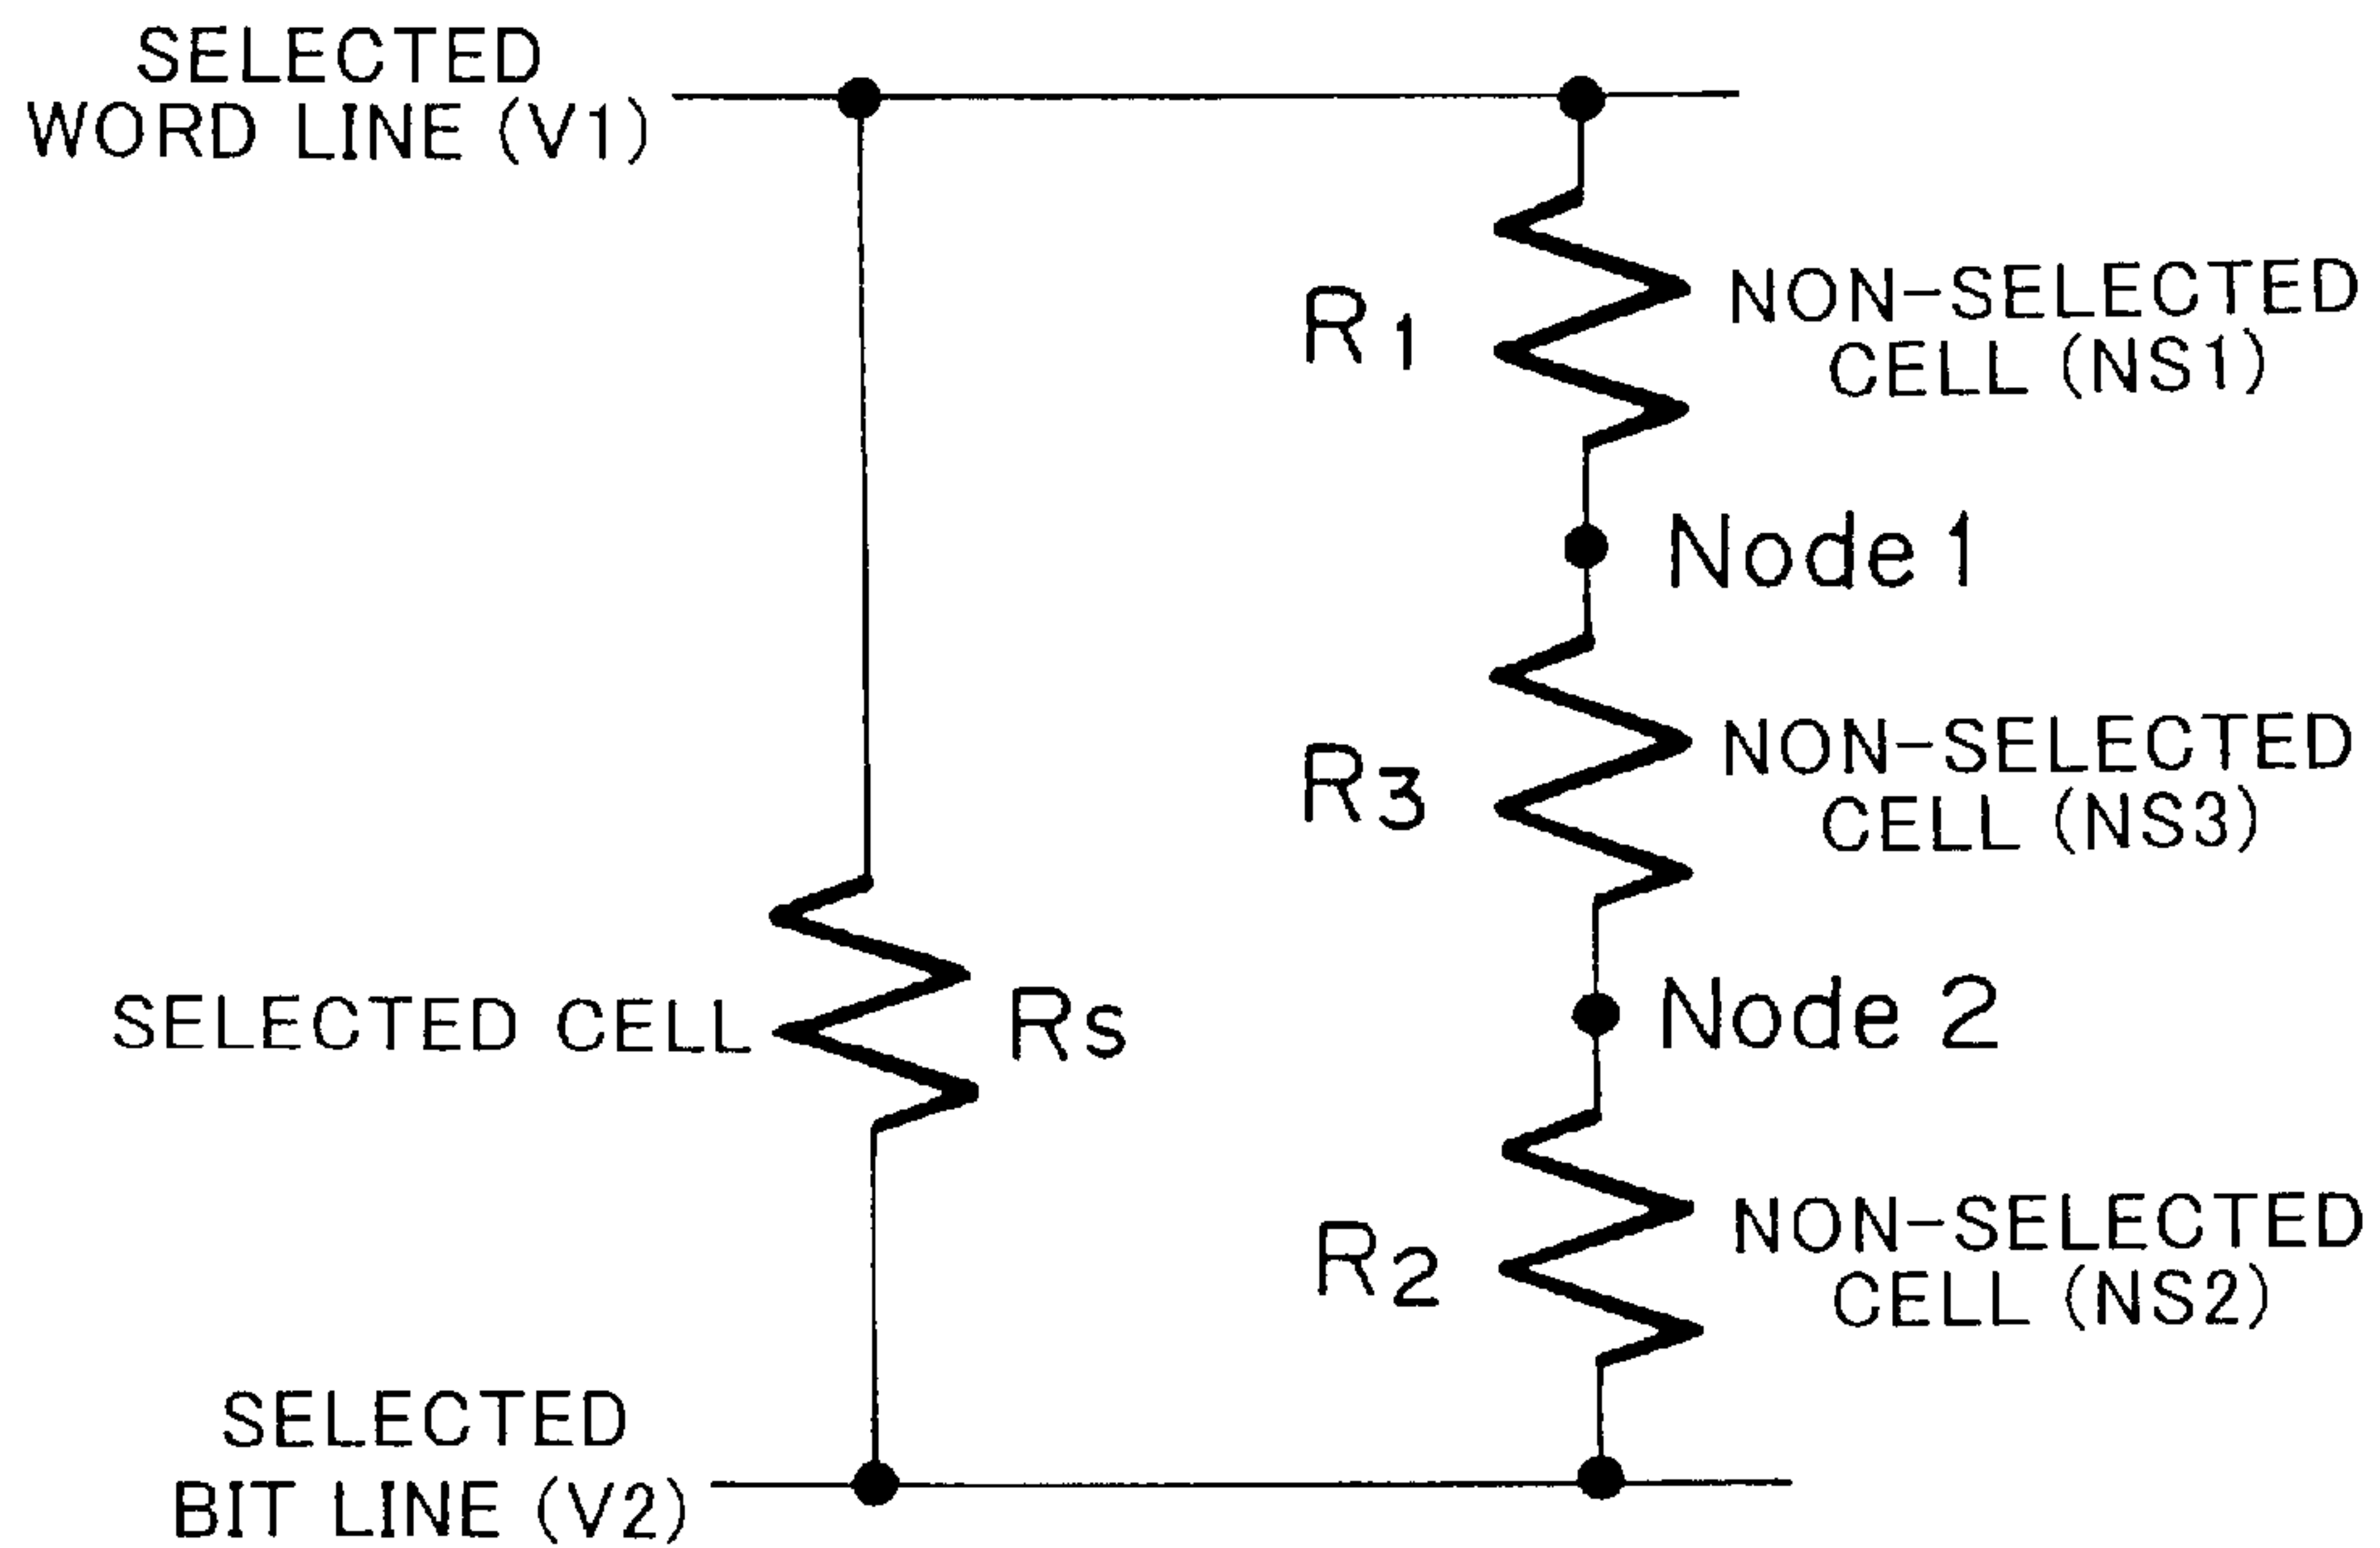 SELECTED
WORD LINE (V1)
R1
NON-SELECTED
CELL (NS1)
Node 1
R3
NON-SELECTED
CELL (NS3)
SELECTED CELL
Rs
Node 2
R2
NON-SELECTED
CELL (NS2)
SELECTED
BIT LINE (V2)